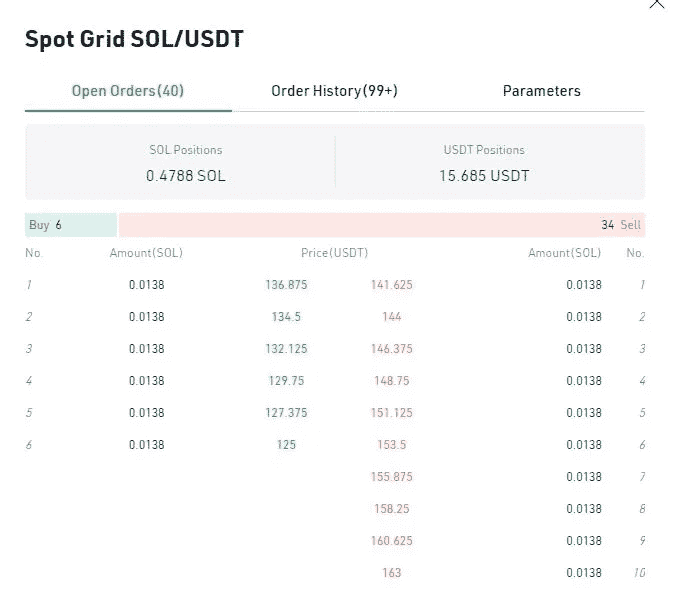 Spot Grid SOL/USDT
Open Orders(40) Order History(99+) Parameters
SOL Positions USDT Positions
0.4788 SOL 15.685 USDT
Buy 6 34 Sell
No. Amount(SOL) Price(USDT) Amount(SOL) No.
1 0.0138 136.875 141.625 0.0138 1
2 0.0138 134.5 144 0.0138 2
3 0.0138 132.125 146.375 0.0138 3
4 0.0138 129.75 148.75 0.0138 4
5 0.0138 127.375 151.125 0.0138 5
6 0.0138 125 153.5 0.0138 6
155.875 0.0138 7
158.25 0.0138 8
160.625 0.0138 9
163 0.0138 10